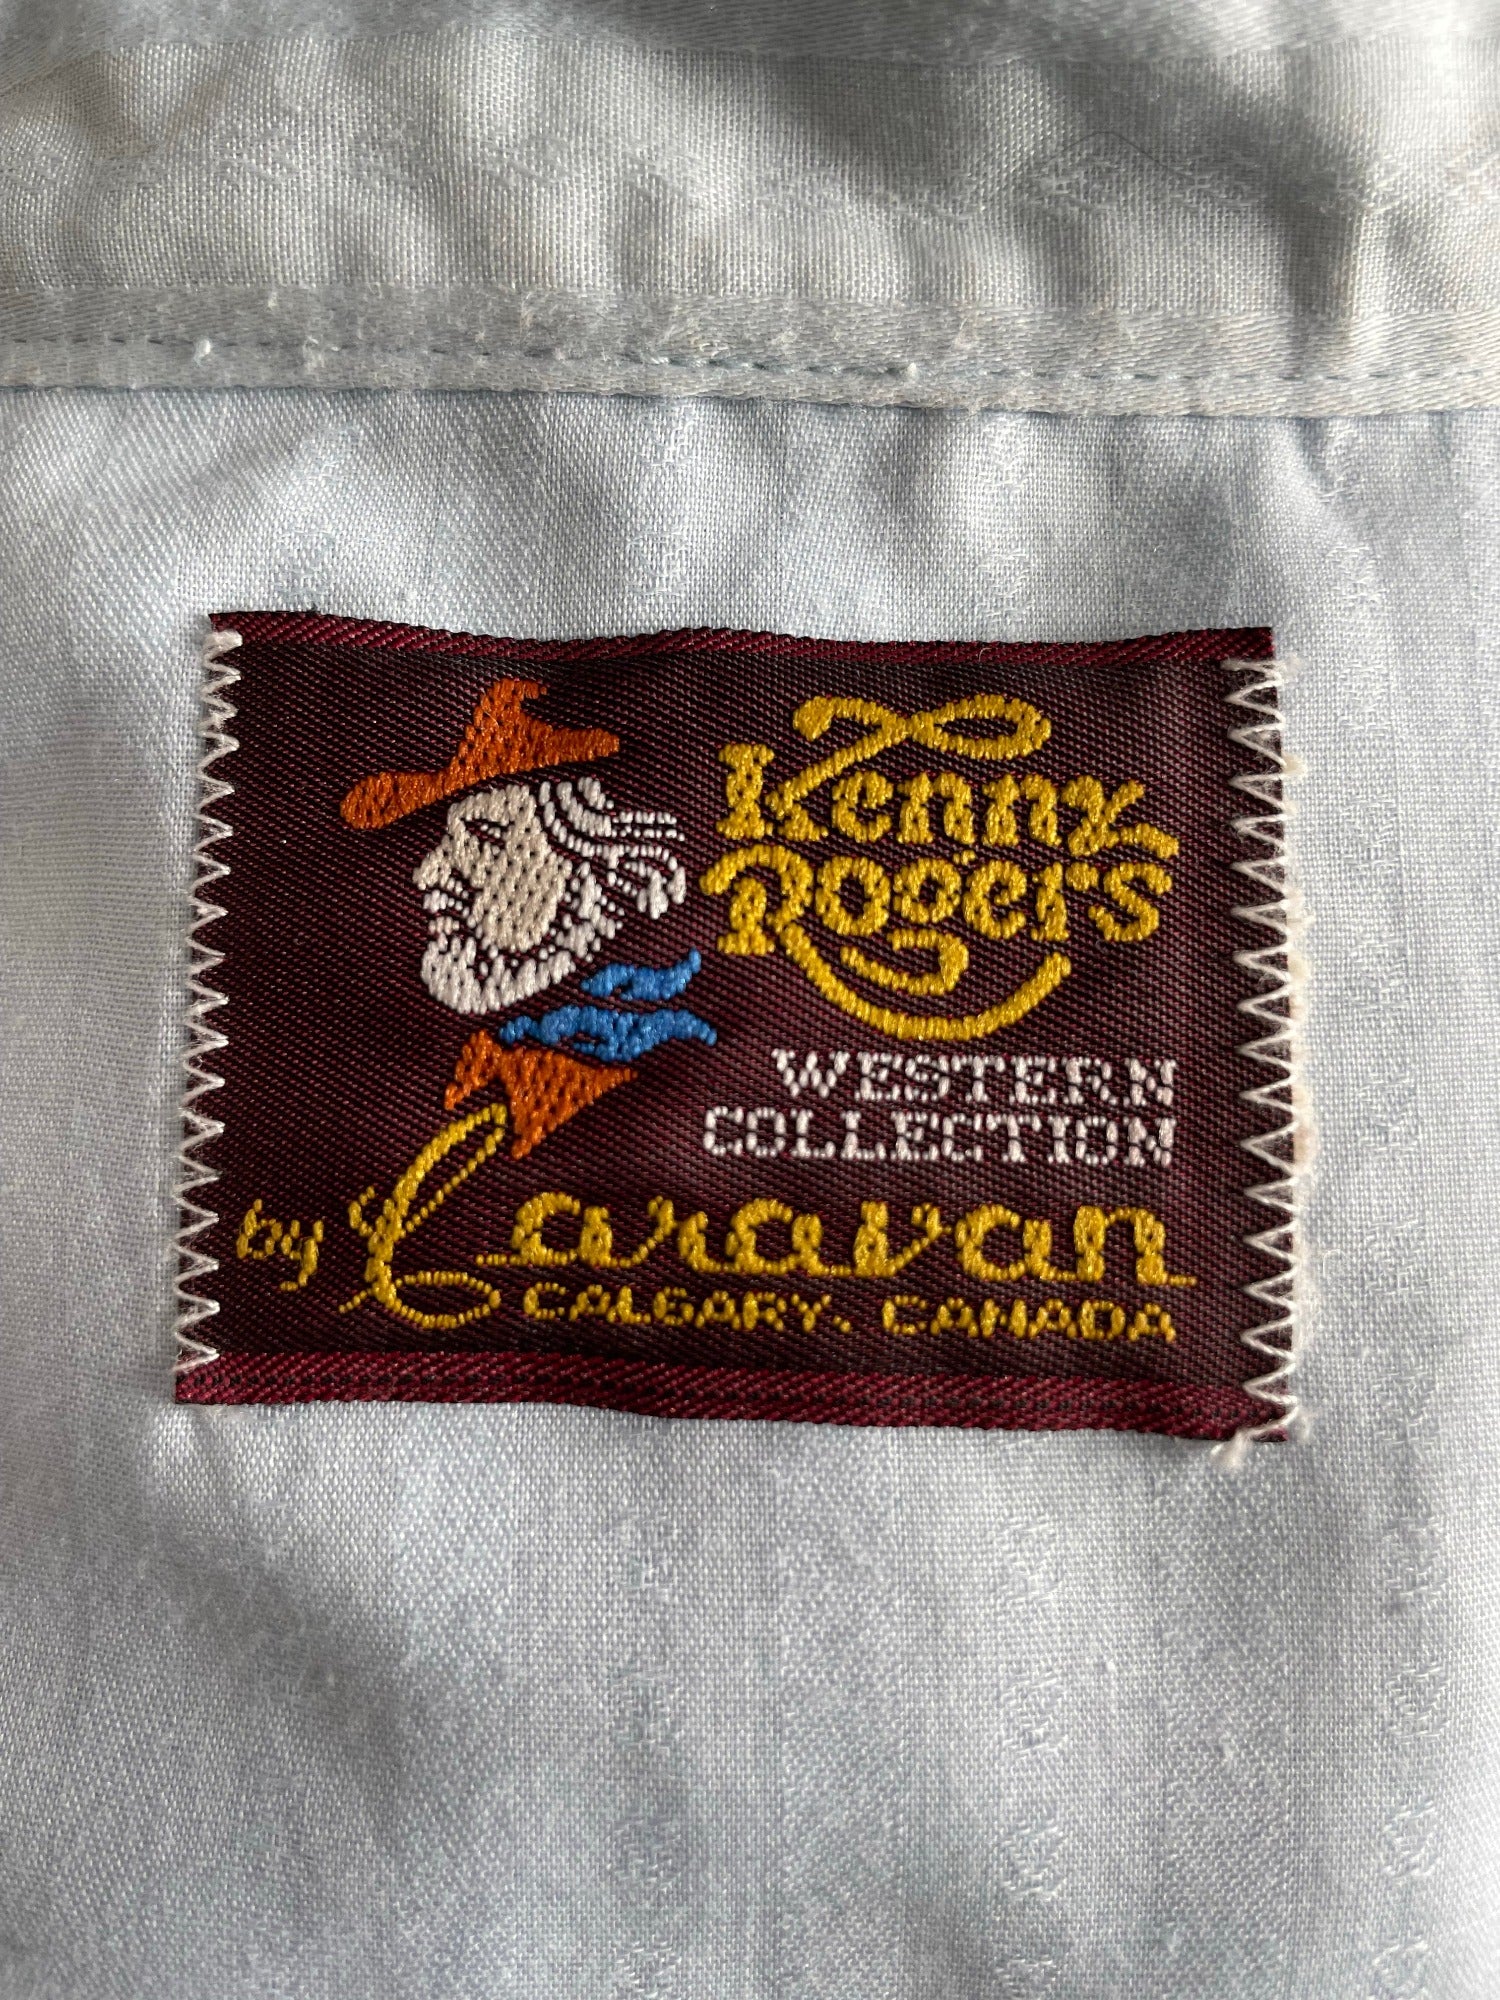 Kenny
Rogers
WESTERN
COLLECTION
by Caravan
CALGARY, CANADA